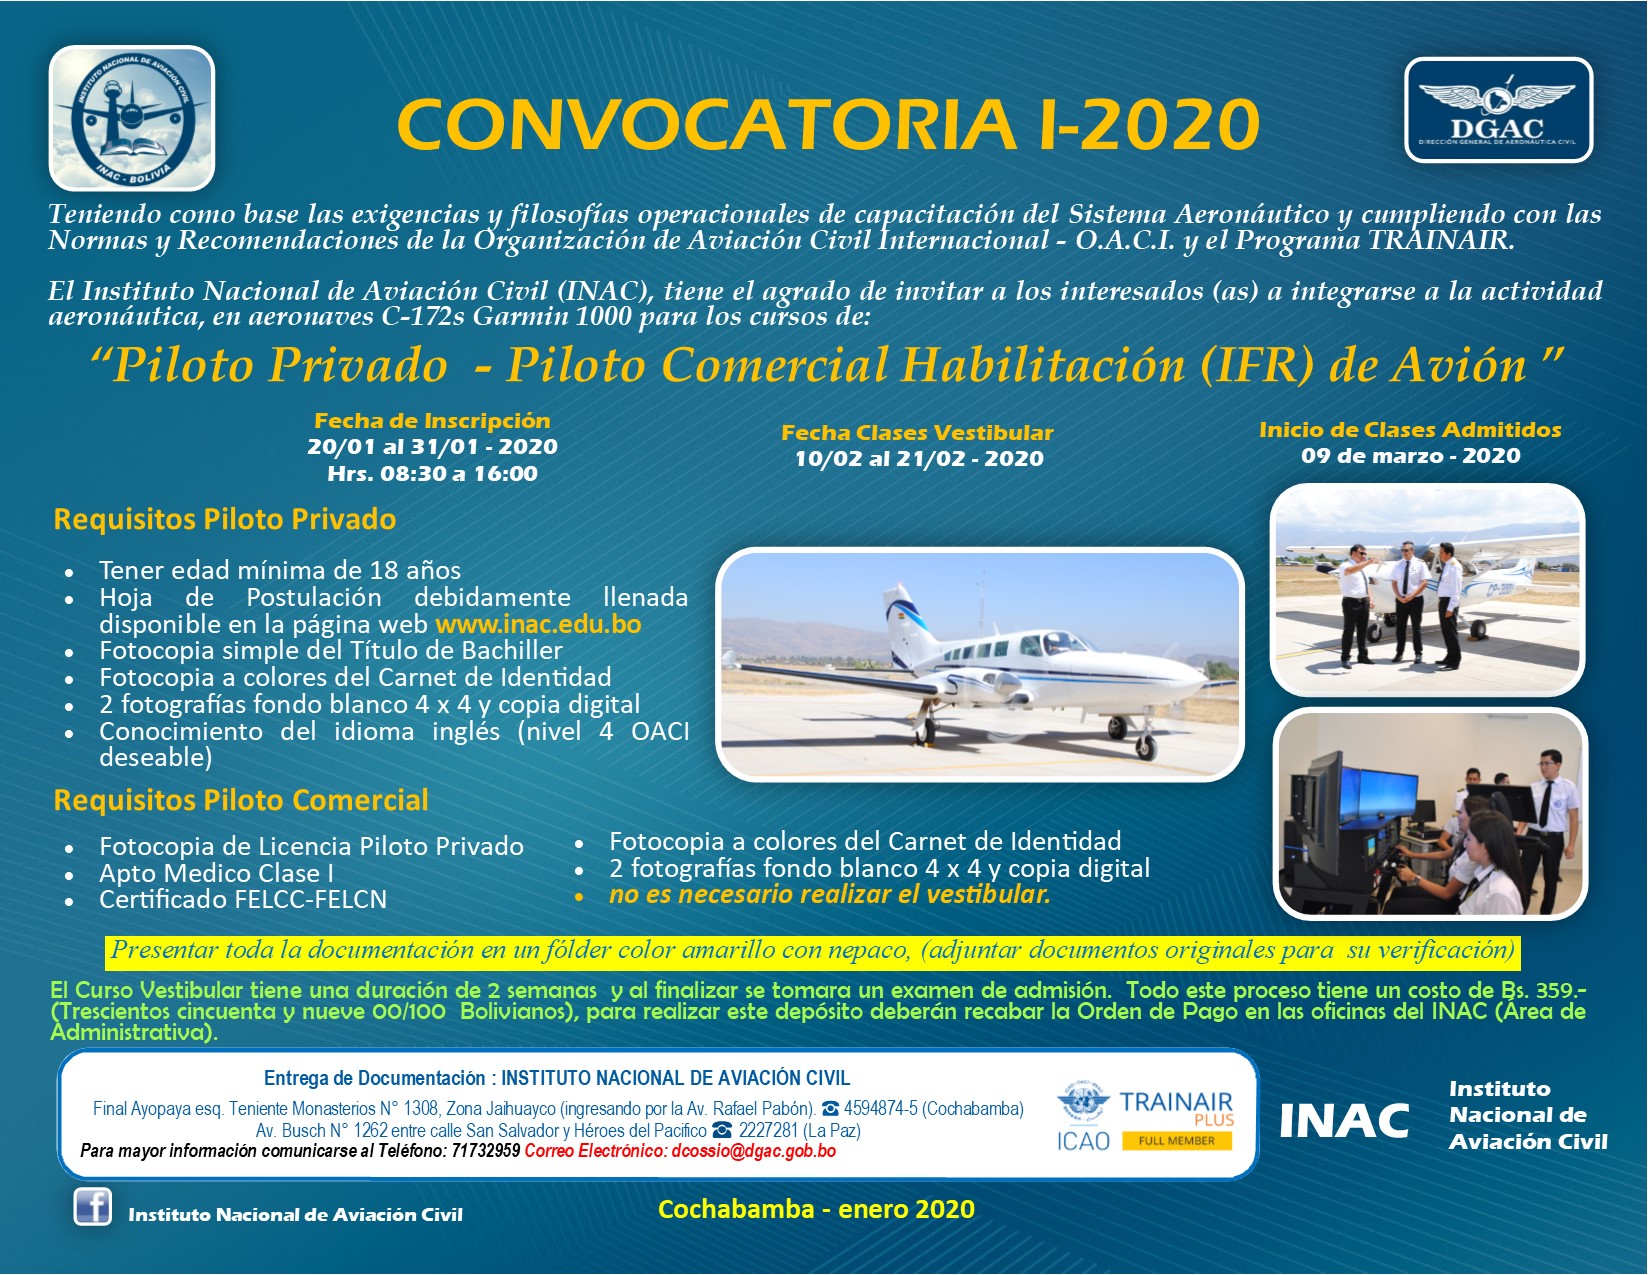 INSTITUTO NACIONAL DE AVIACIÓN CIVIL
INAC - BOLIVIA
CONVOCATORIA I-2020
DGAC
DIRECCIÓN GENERAL DE AERONÁUTICA CIVIL
Teniendo como base las exigencias y filosofías operacionales de capacitación del Sistema Aeronáutico y cumpliendo con las
Normas y Recomendaciones de la Organización de Aviación Civil Internacional - O.A.C.I. y el Programa TRAINAIR.
El Instituto Nacional de Aviación Civil (INAC), tiene el agrado de invitar a los interesados (as) a integrarse a la actividad
aeronáutica, en aeronaves C-172s Garmin 1000 para los cursos de:
“Piloto Privado - Piloto Comercial Habilitación (IFR) de Avión”
Fecha de Inscripción
20/01 al 31/01 - 2020
Hrs. 08:30 a 16:00
Fecha Clases Vestibular
10/02 al 21/02 - 2020
Inicio de Clases Admitidos
09 de marzo - 2020
Requisitos Piloto Privado
• Tener edad mínima de 18 años
• Hoja de Postulación debidamente llenada
disponible en la página web www.inac.edu.bo
• Fotocopia simple del Título de Bachiller
• Fotocopia a colores del Carnet de Identidad
• 2 fotografías fondo blanco 4 x 4 y copia digital
• Conocimiento del idioma inglés (nivel 4 OACI
deseable)
Requisitos Piloto Comercial
• Fotocopia de Licencia Piloto Privado
• Apto Medico Clase I
• Certificado FELCC-FELCN
• Fotocopia a colores del Carnet de Identidad
• 2 fotografías fondo blanco 4 x 4 y copia digital
• no es necesario realizar el vestibular.
Presentar toda la documentación en un fólder color amarillo con nepaco, (adjuntar documentos originales para su verificación)
El Curso Vestibular tiene una duración de 2 semanas y al finalizar se tomara un examen de admisión. Todo este proceso tiene un costo de Bs. 359.-
(Trescientos cincuenta y nueve 00/100 Bolivianos), para realizar este depósito deberán recabar la Orden de Pago en las oficinas del INAC (Área de
Administrativa).
Entrega de Documentación : INSTITUTO NACIONAL DE AVIACIÓN CIVIL
Final Ayopaya esq. Teniente Monasterios N° 1308, Zona Jaihuayco (ingresando por la Av. Rafael Pabón). ☎ 4594874-5 (Cochabamba)
Av. Busch N° 1262 entre calle San Salvador y Héroes del Pacifico ☎ 2227281 (La Paz)
Para mayor información comunicarse al Teléfono: 71732959 Correo Electrónico: dcossio@dgac.gob.bo
ICAO
TRAINAIR
PLUS
FULL MEMBER
INAC
Instituto
Nacional de
Aviación Civil
f
Instituto Nacional de Aviación Civil
Cochabamba - enero 2020